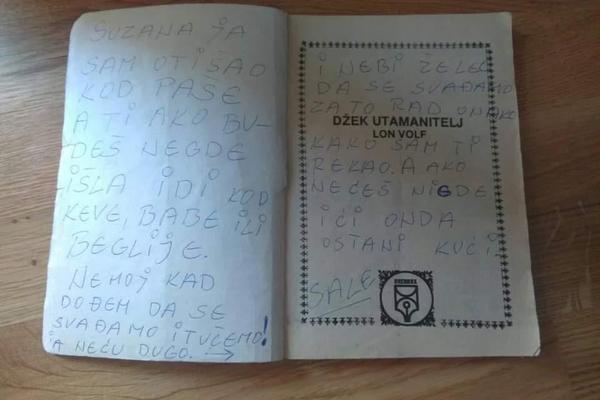 SUZANA JA
SAM OTIŠAO
KOD PAŠE
A TI AKO BU-
DEŠ NEGDE
IŠLA IDI KOD
KEVE, BABE ILI
BEGLIJE.
NEMOJ KAD
DOĐEM DA SE
SVAĐAMO I TUČEMO!
A NEĆU DUGO. →
I NEBI ŽELEO
DA SE SVAĐAMO
ZATO RADI ONAKO
DŽEK UTAMANITELJ
LON VOLF
KAKO SAM TI
REKAO. A AKO
NEĆEŠ NIGDE
IĆI ONDA
OSTANI KUĆI.
SALE